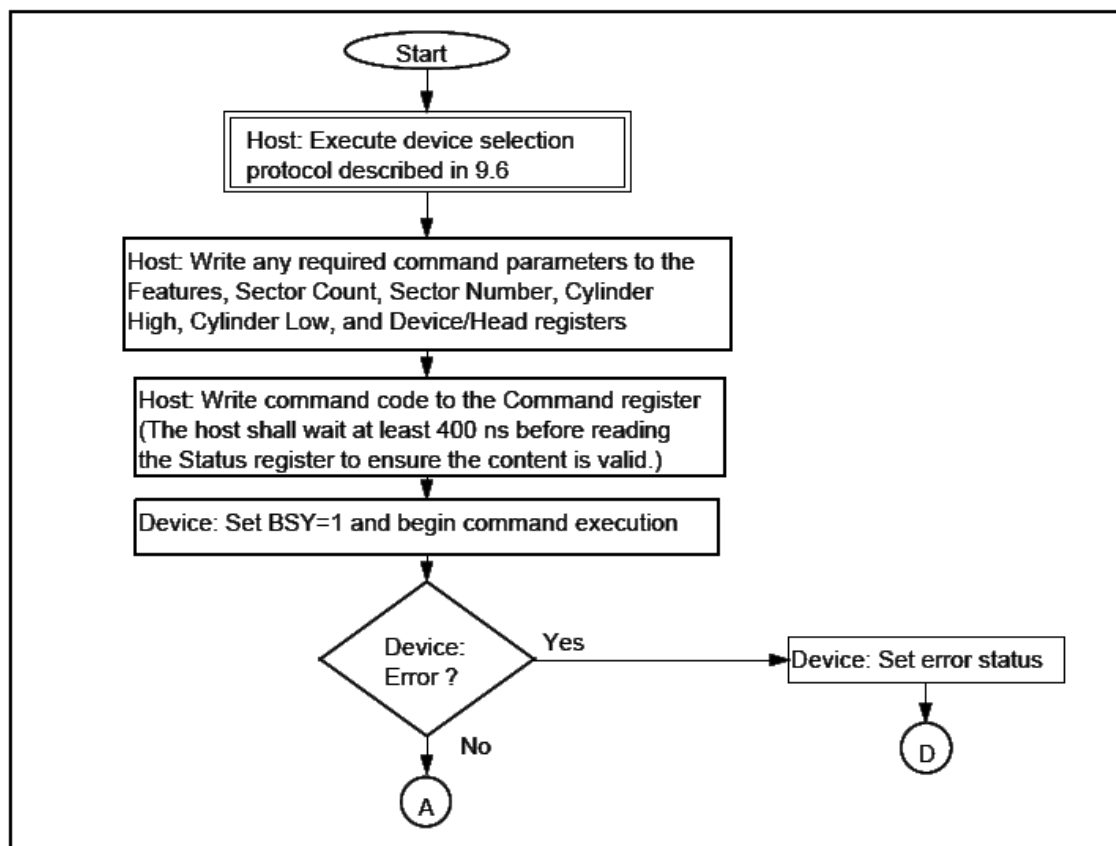 Start
Host: Execute device selection
protocol described in 9.6
Host: Write any required command parameters to the
Features, Sector Count, Sector Number, Cylinder
High, Cylinder Low, and Device/Head registers
Host: Write command code to the Command register
(The host shall wait at least 400 ns before reading
the Status register to ensure the content is valid.)
Device: Set BSY=1 and begin command execution
Device:
Error ?
Yes
Device: Set error status
No
D
A